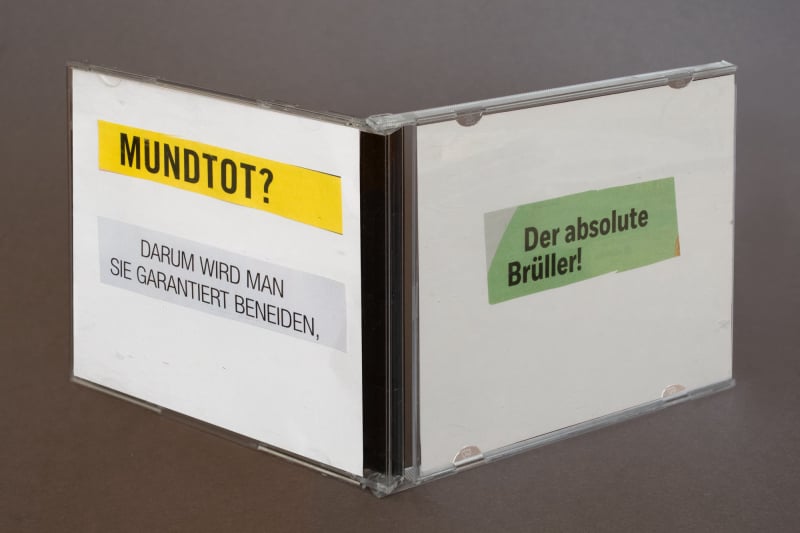 MUNDTOT?
DARUM WIRD MAN
SIE GARANTIERT BENEIDEN,
Der absolute
Brüller!